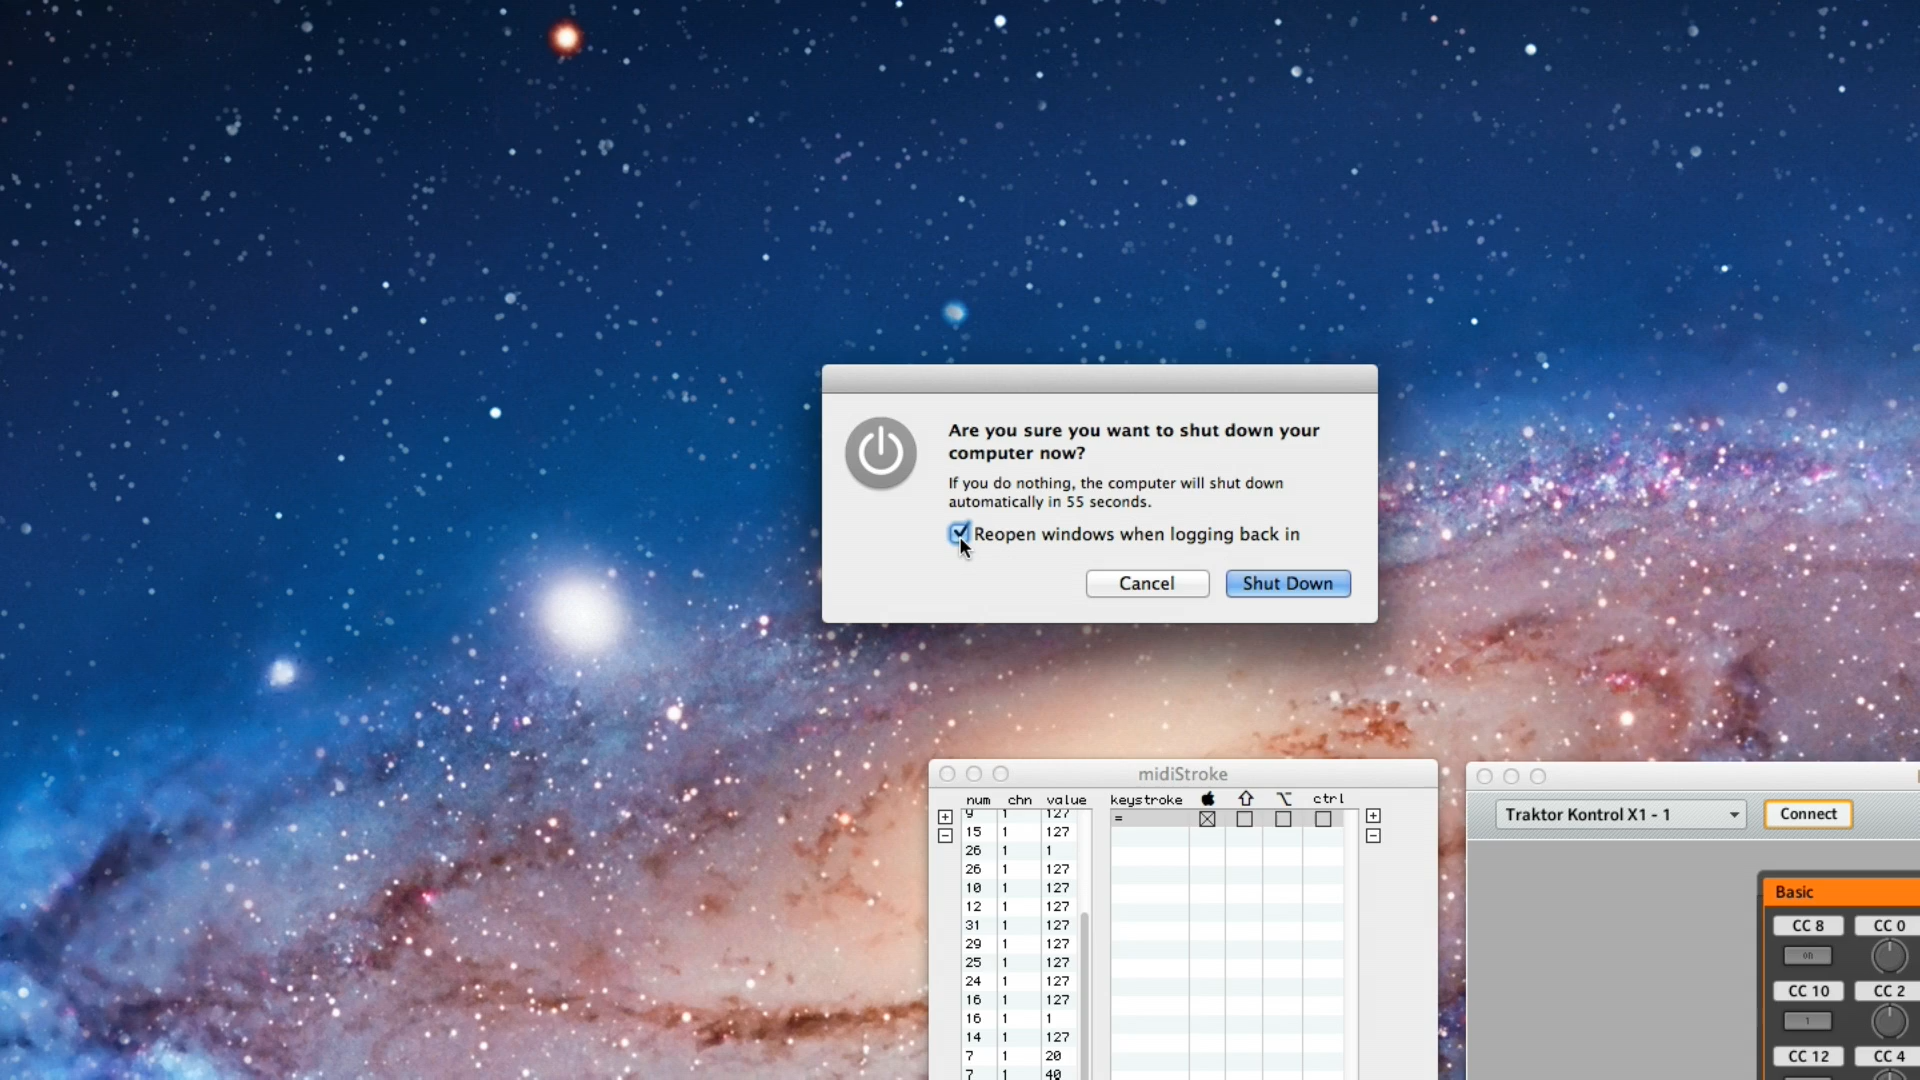 Are you sure you want to shut down your
computer now?
If you do nothing, the computer will shut down
automatically in 55 seconds.
Reopen windows when logging back in
Cancel Shut Down
midiStroke
num chn value keystroke ctrl
9 1 127 =
15 1 127
26 1 1
26 1 127
10 1 127
12 1 127
31 1 127
29 1 127
25 1 127
24 1 127
16 1 127
16 1 1
14 1 127
7 1 20
7 1 40
Traktor Kontrol X1 - 1 Connect
Basic
CC 8 CC 0
on
CC 10 CC 2
1
CC 12 CC 4